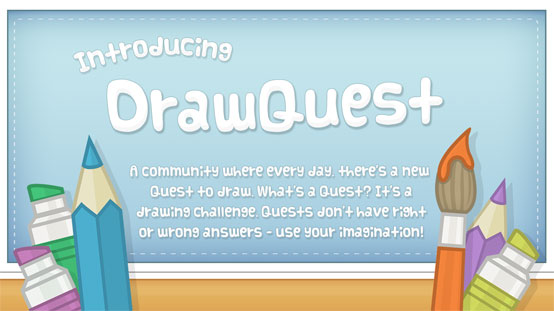 Introducing
DrawQuest
A community where every day, there's a new
Quest to draw. What's a Quest? It's a
drawing challenge. Quests don't have right
or wrong answers - use your imagination!